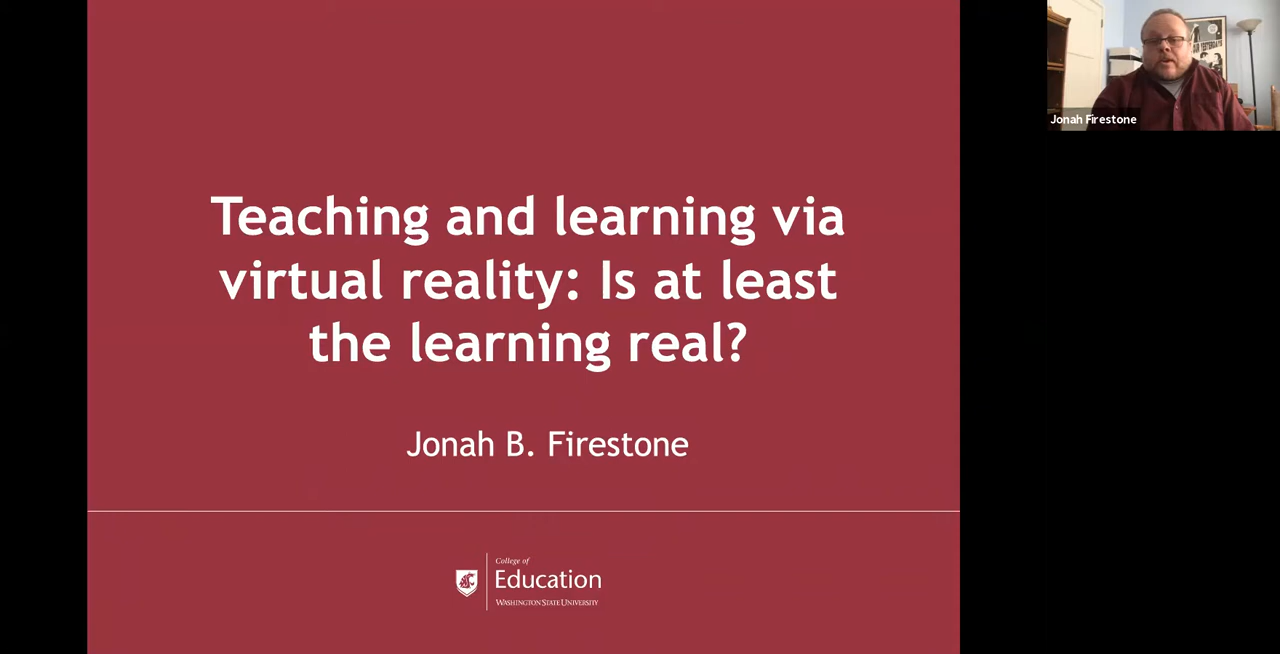 Teaching and learning via
virtual reality: Is at least
the learning real?
Jonah B. Firestone
College of
Education
WASHINGTON STATE UNIVERSITY
Jonah Firestone